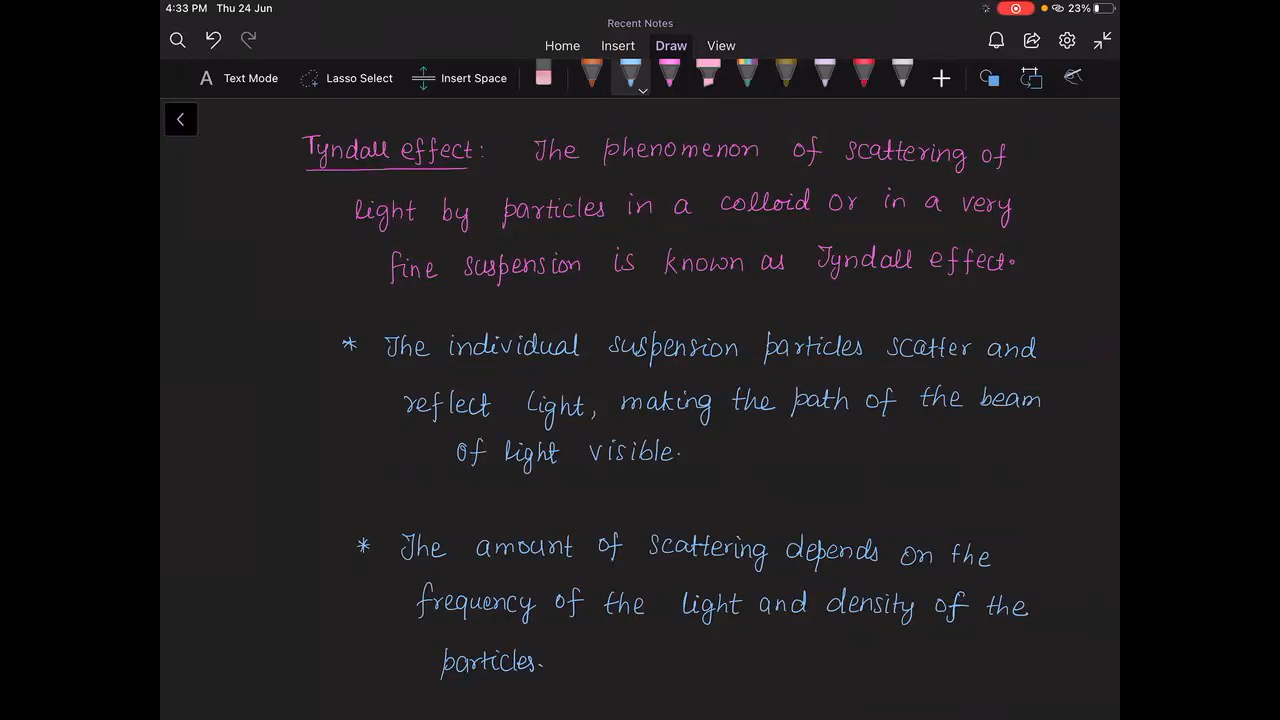 4:33 PM Thu 24 Jun
23%
Recent Notes
Home Insert Draw View
Text Mode Lasso Select Insert Space
Tyndall effect: The phenomenon of scattering of
light by particles in a colloid or in a very
fine suspension is known as Tyndall effect.
* The individual suspension particles scatter and
reflect light, making the path of the beam
of light visible.
* The amount of scattering depends on the
frequency of the light and density of the
particles.